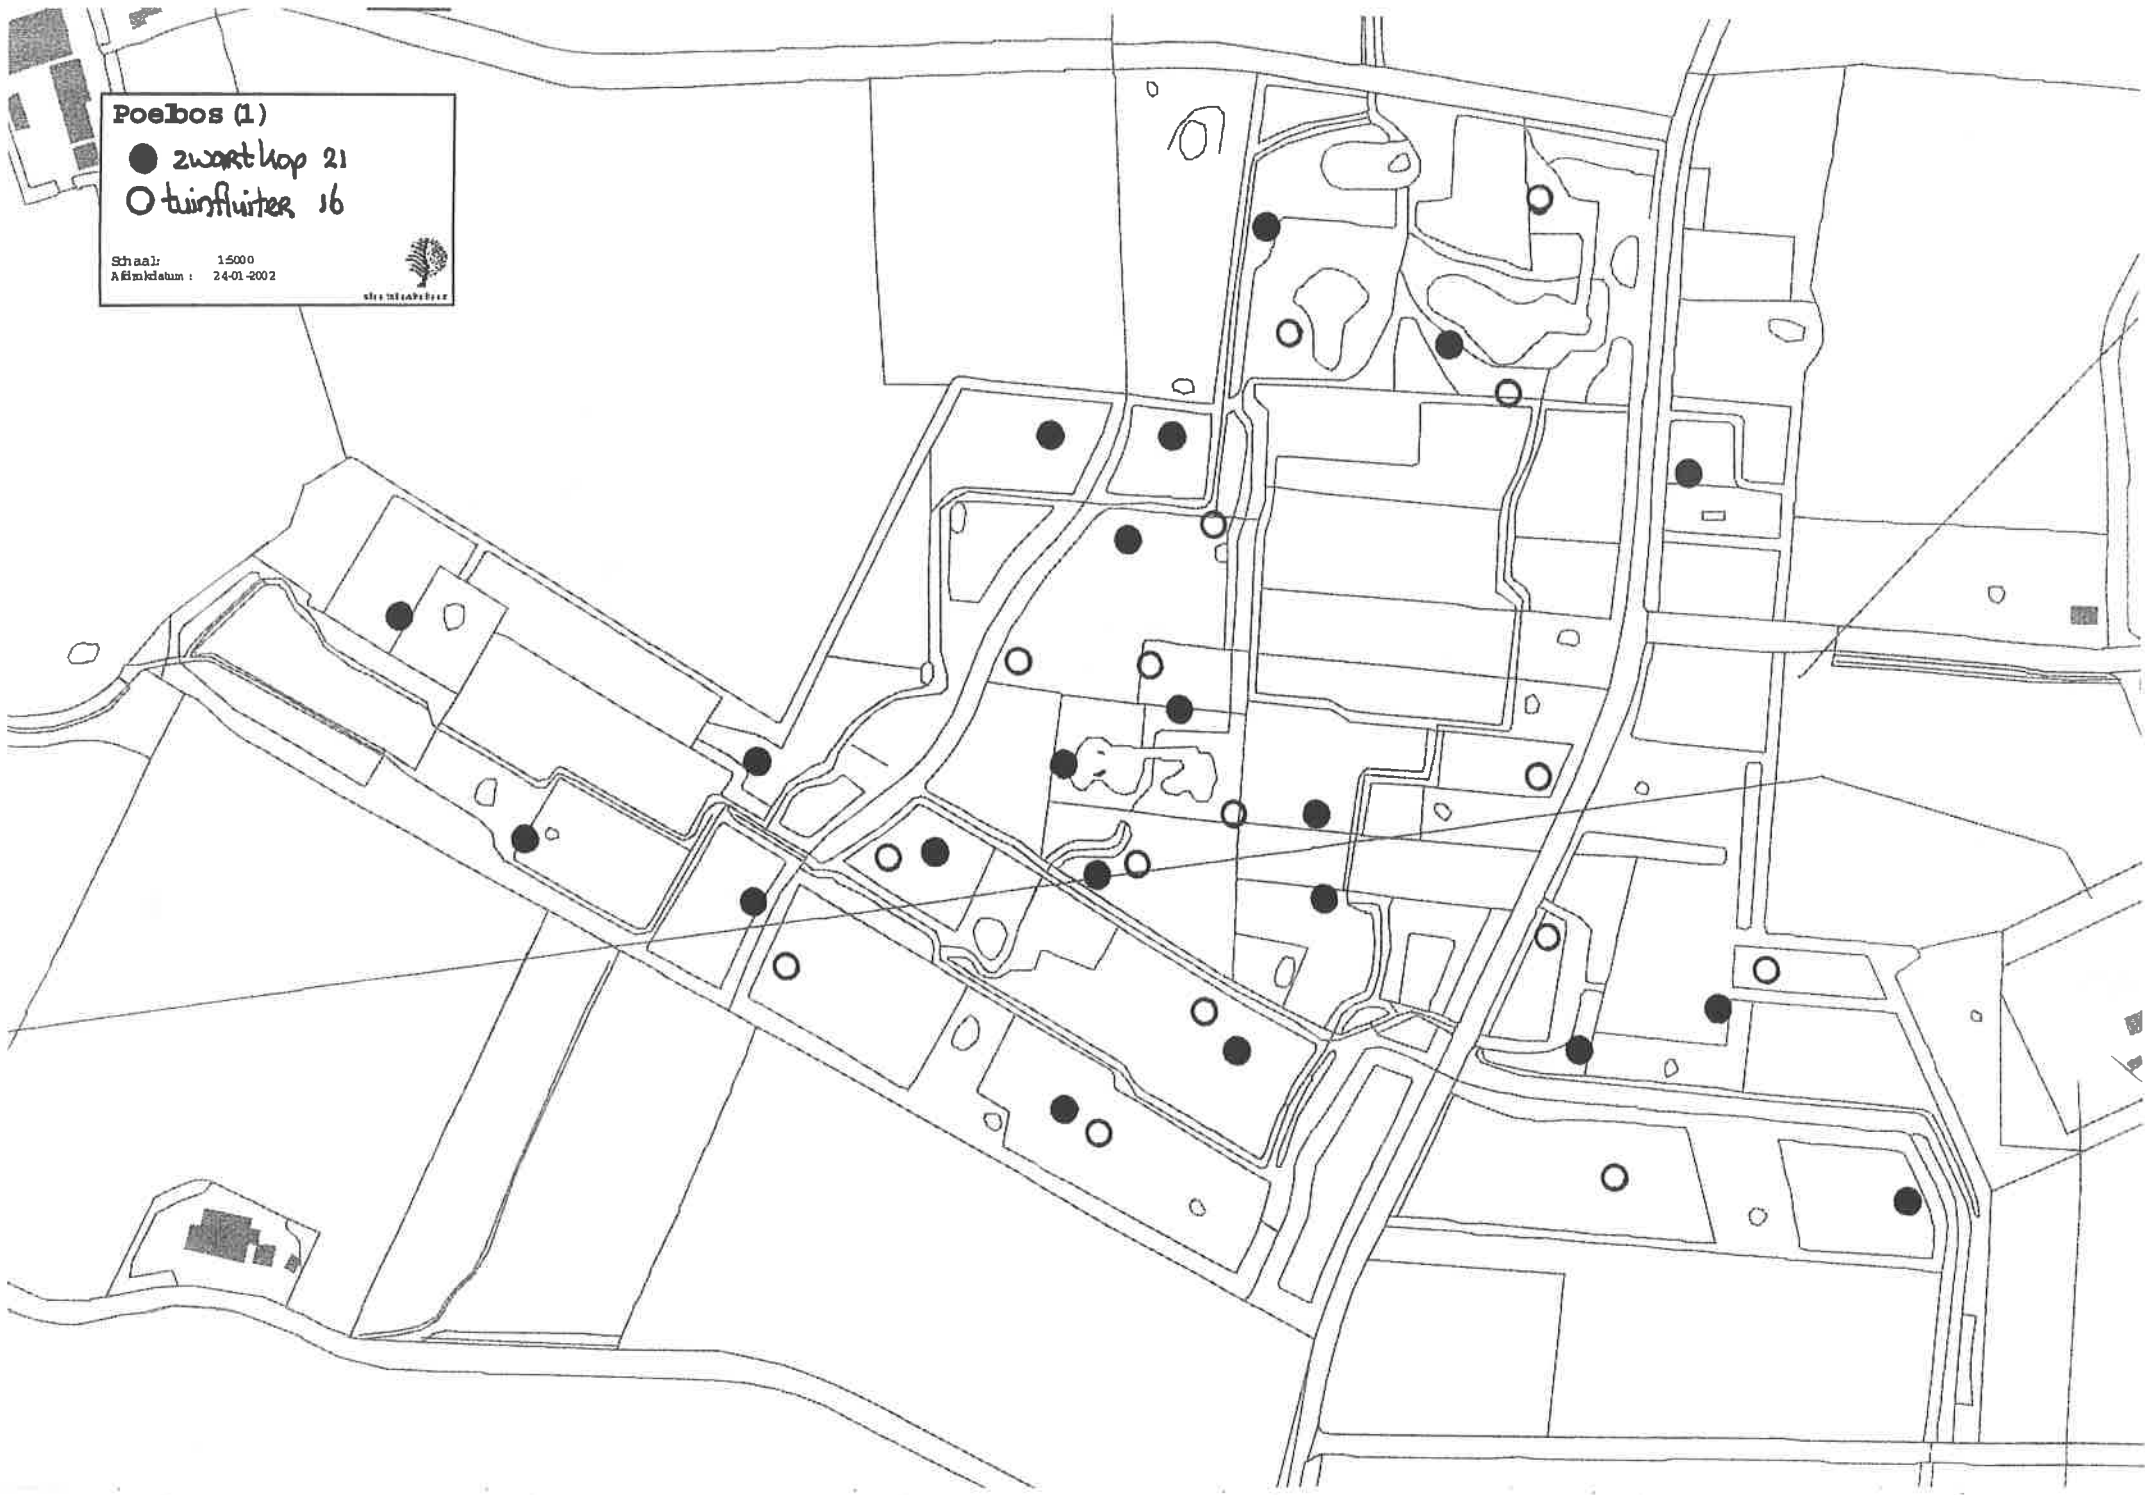 Poelbos (1)
zwartkop 21
tuinfluiter 16
Schaal: 1:5000
Afdrukdatum : 24-01-2002